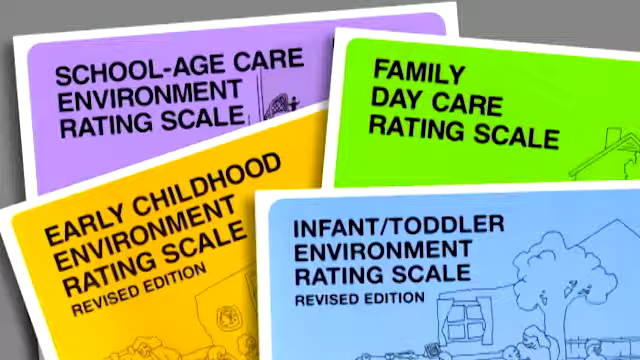 SCHOOL-AGE CARE
ENVIRONMENT
RATING SCALE
FAMILY
DAY CARE
RATING SCALE
EARLY CHILDHOOD
ENVIRONMENT
RATING SCALE
REVISED EDITION
INFANT/TODDLER
ENVIRONMENT
RATING SCALE
REVISED EDITION